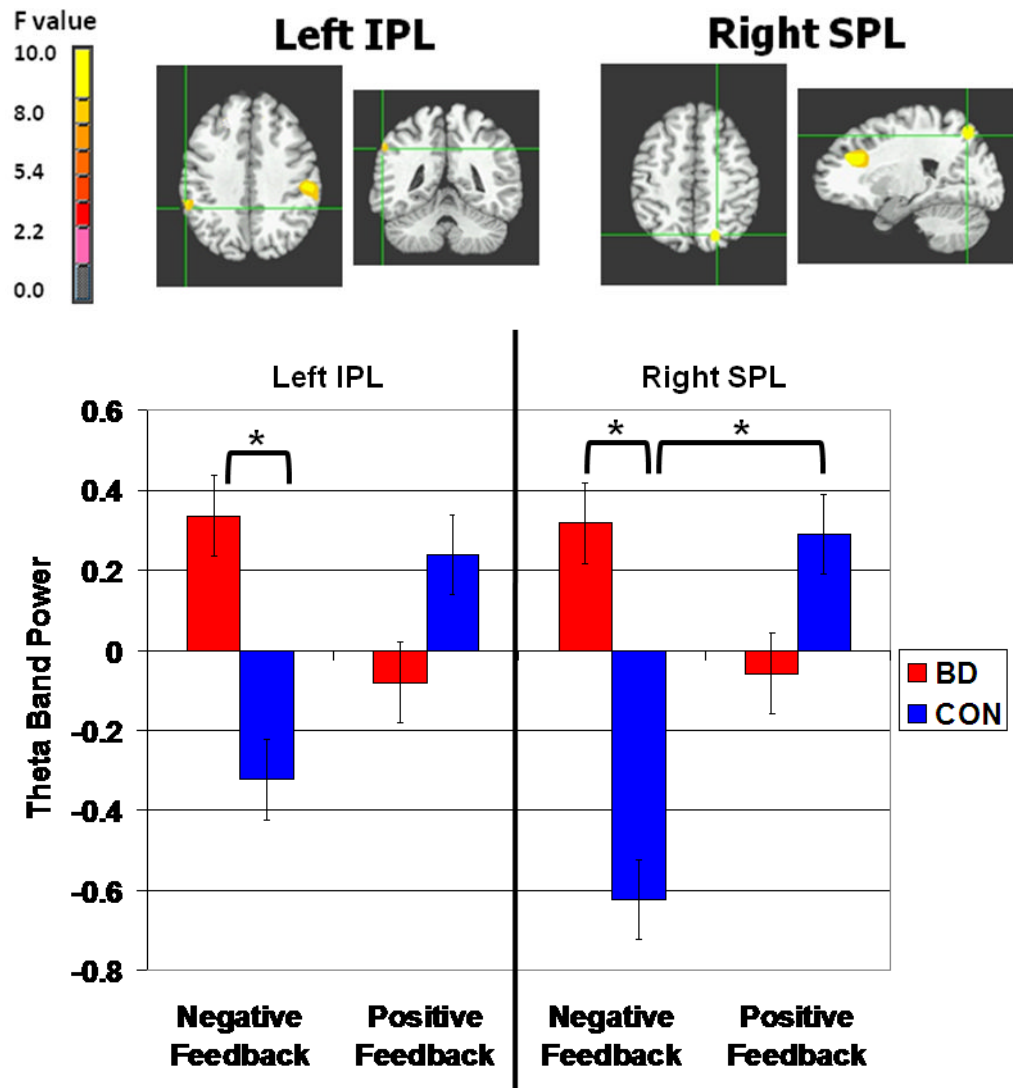 F value
10.0
8.0
5.4
2.2
0.0
Left IPL
Right SPL
Left IPL
Right SPL
Theta Band Power
0.6
0.4
0.2
0
-0.2
-0.4
-0.6
-0.8
*
*
*
BD
CON
Negative
Feedback
Positive
Feedback
Negative
Feedback
Positive
Feedback